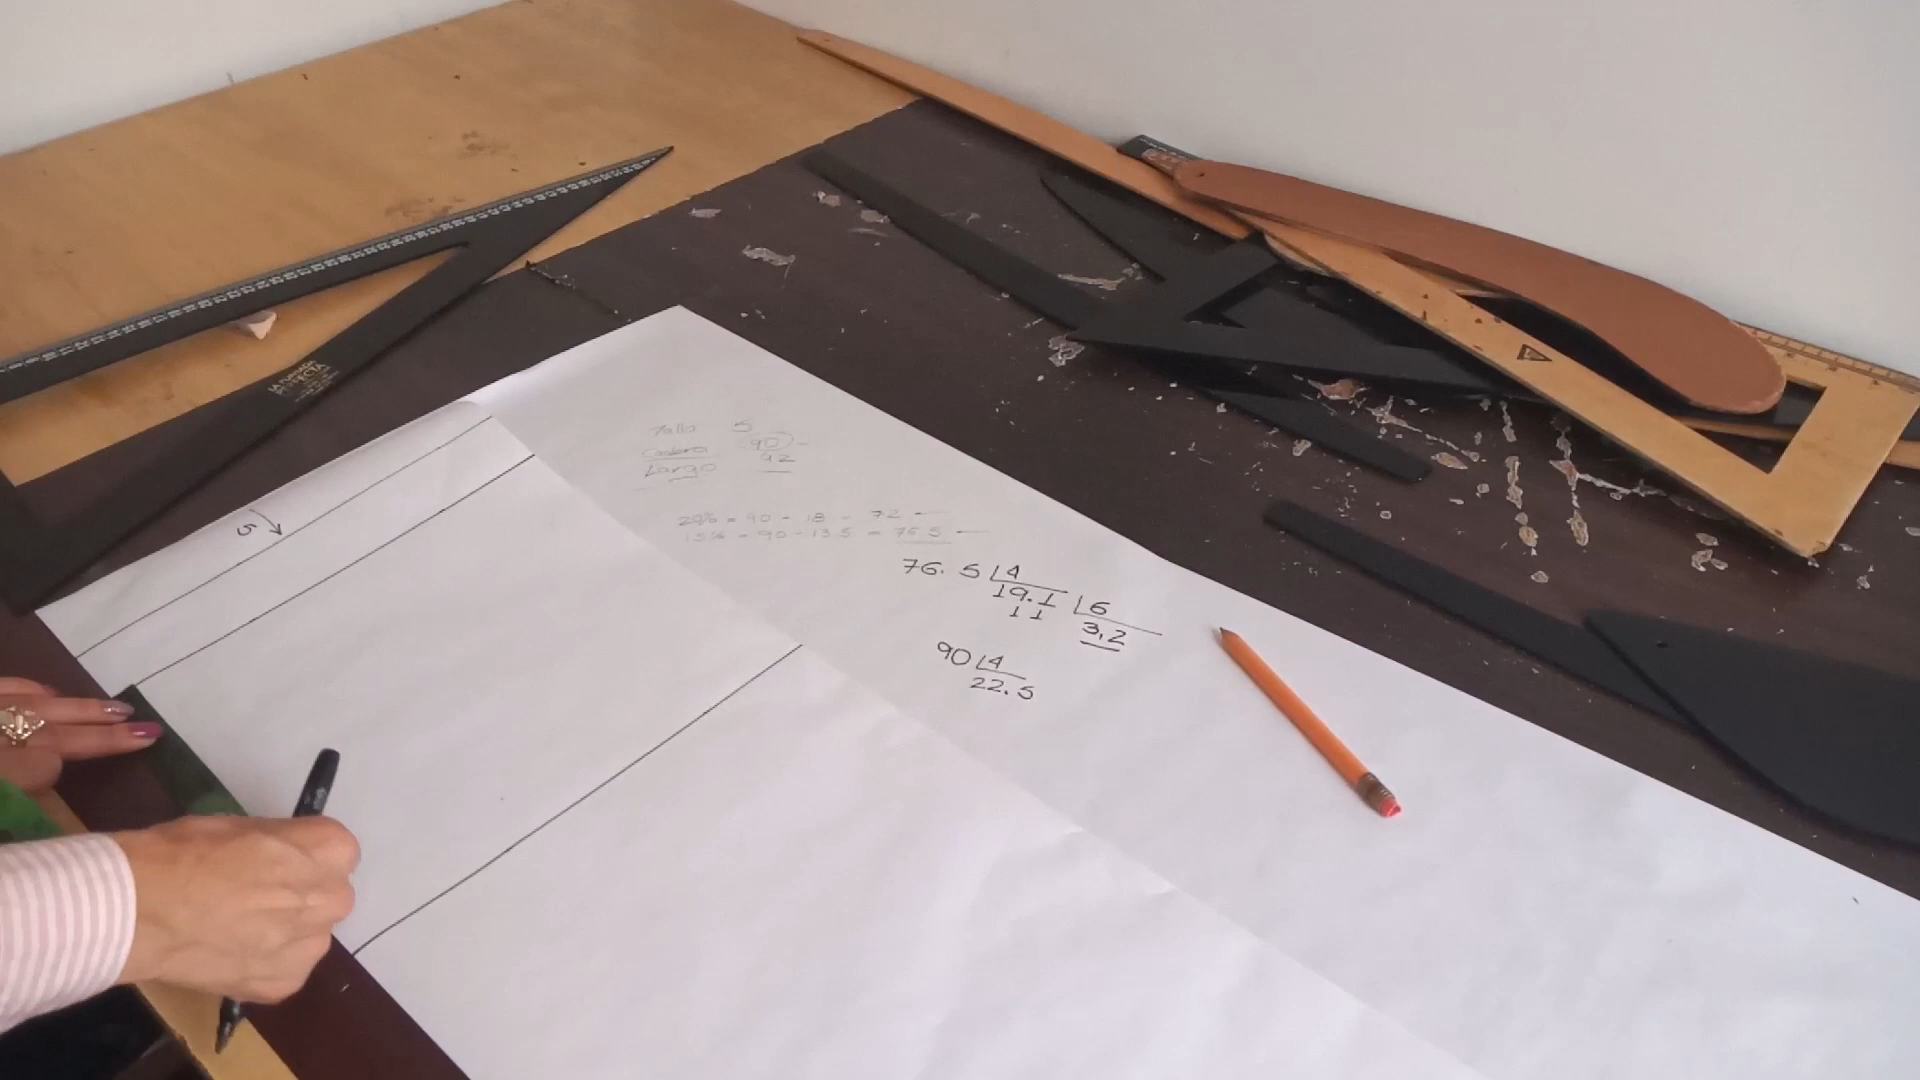 Talla 5
Cadera 90 -
Largo 42
20% = 90 - 18 = 72 -
15% = 90 - 13.5 = 76.5 -
76.5 4
19.1 6
11 3,2
90 4
22.5
5